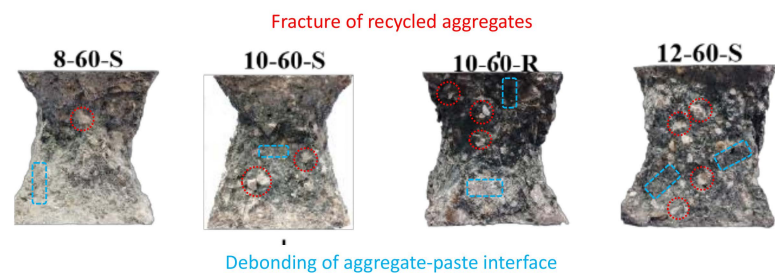 Fracture of recycled aggregates
8-60-S
10-60-S
10-60-R
12-60-S
Debonding of aggregate-paste interface